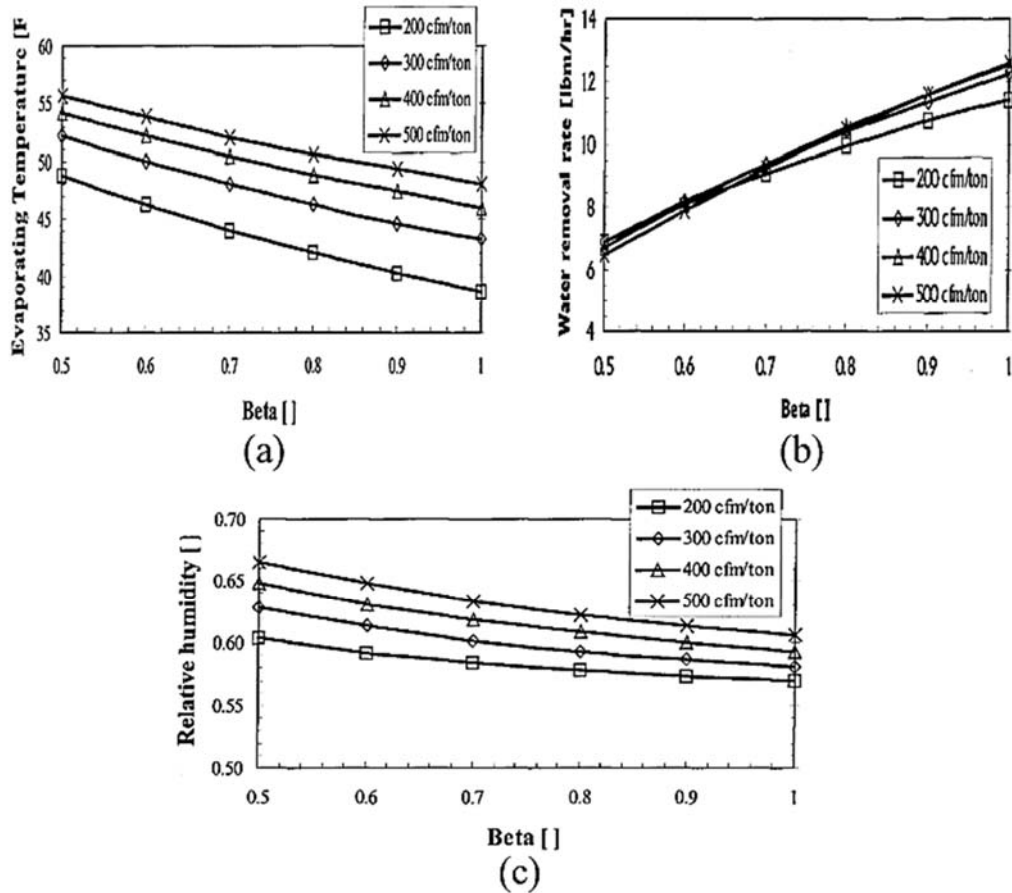 200 cfm/ton
300 cfm/ton
400 cfm/ton
500 cfm/ton
Evaporating Temperature [F
60
55
50
45
40
35
0.5 0.6 0.7 0.8 0.9 1
Beta [ ]
(a)
Water removal rate [lbm/hr]
14
12
10
8
6
4
200 cfm/ton
300 cfm/ton
400 cfm/ton
500 cfm/ton
0.5 0.6 0.7 0.8 0.9 1
Beta []
(b)
Relative humidity [ ]
0.70
0.65
0.60
0.55
0.50
200 cfm/ton
300 cfm/ton
400 cfm/ton
500 cfm/ton
0.5 0.6 0.7 0.8 0.9 1
Beta [ ]
(c)